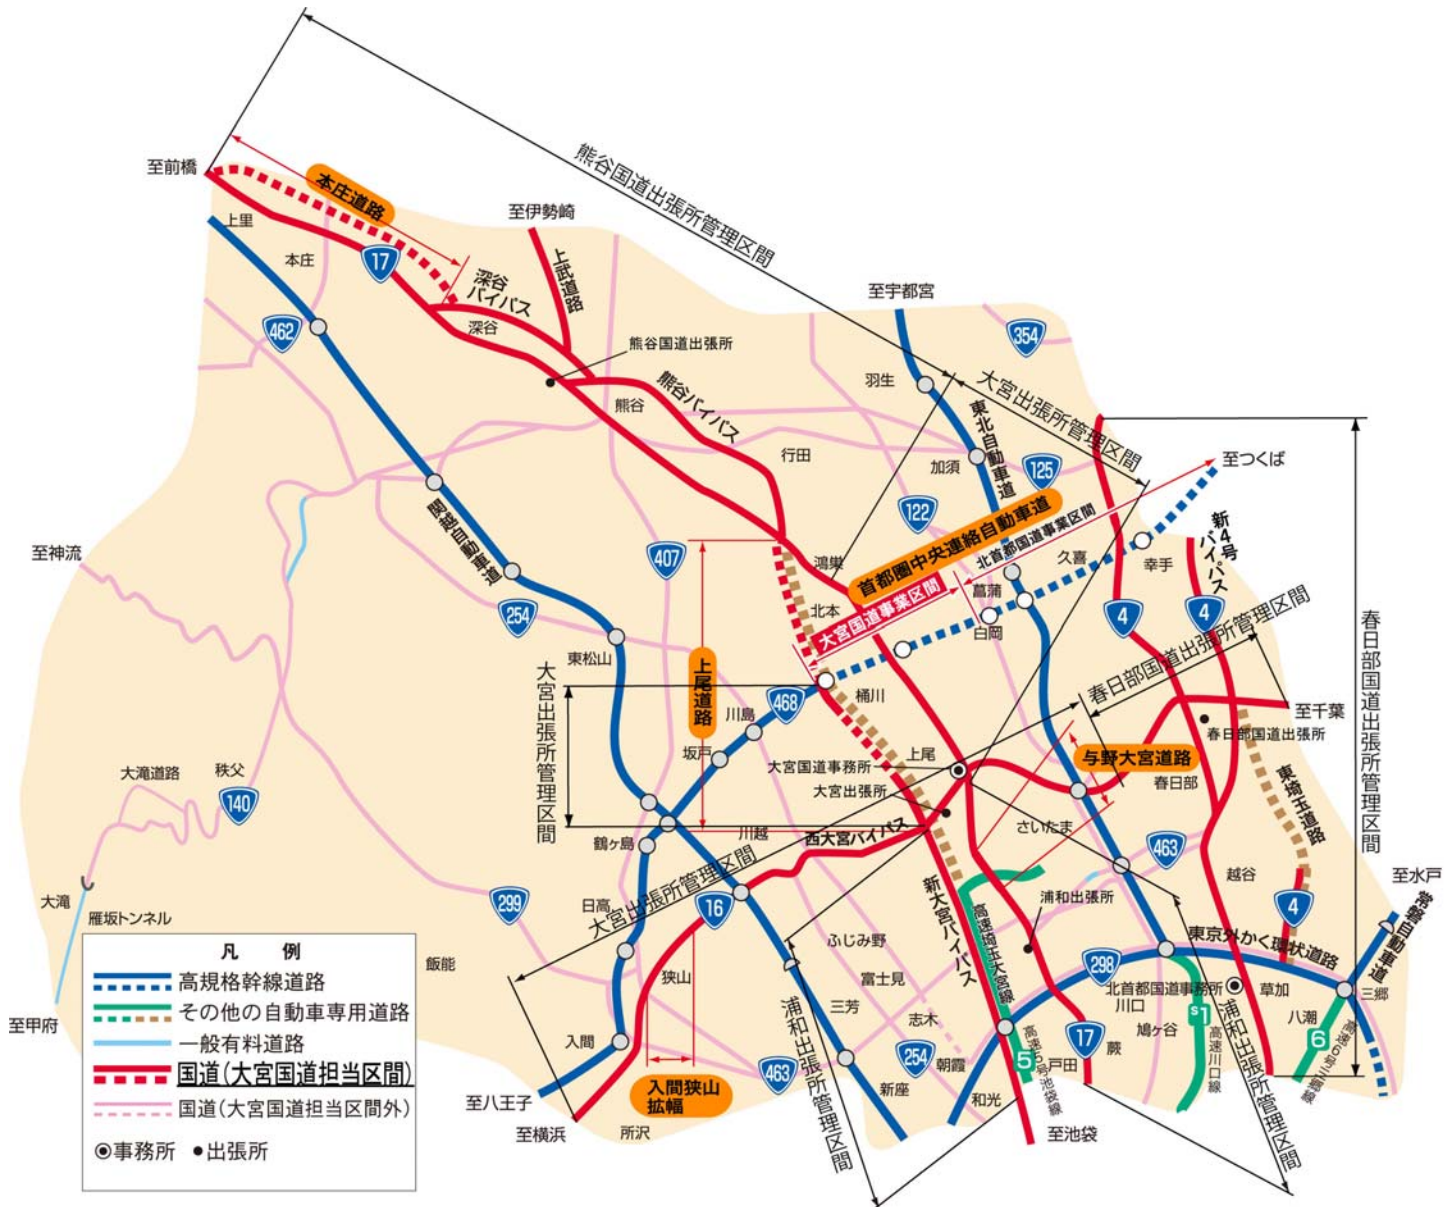 至前橋
上里
本庄道路
本庄
17
至伊勢崎
上武道路
深谷
バイパス
深谷
熊谷国道出張所管理区間
462
熊谷国道出張所
熊谷バイパス
熊谷
行田
至宇都宮
354
羽生
大宮出張所管理区間
東北自動車道
加須
125
122
至つくば
首都圏中央連絡自動車道
北首都国道事業区間
大宮国道事業区間
新4号
バイパス
久喜
幸手
菖蒲
白岡
鴻巣
北本
407
関越自動車道
至神流
254
東松山
4
4
春日部国道出張所管理区間
春日部国道出張所管理区間
大宮出張所管理区間
上尾道路
468
川島
桶川
坂戸
上尾
大宮国道事務所
大宮出張所
与野大宮道路
至千葉
春日部国道出張所
春日部
東埼玉道路
大滝道路
秩父
140
川越
西大宮バイパス
さいたま
鶴ヶ島
大宮出張所管理区間
463
越谷
至水戸
常磐自動車道
大滝
雁坂トンネル
299
日高
16
新大宮バイパス
高速埼玉大宮線
浦和出張所
4
東京外かく環状道路
ふじみ野
富士見
298
飯能
狭山
北首都国道事務所
川口
草加
三郷
八潮
至甲府
入間
三芳
志木
浦和出張所管理区間
浦和出張所管理区間
254
朝霞
5
高速5号池袋線
戸田
17
蕨
鳩ヶ谷
S1
高速川口線
6
高速6号三郷線
至八王子
至横浜
入間狭山
拡幅
463
所沢
新座
和光
至池袋
凡 例
高規格幹線道路
その他の自動車専用道路
一般有料道路
国道(大宮国道担当区間)
国道(大宮国道担当区間外)
事務所 出張所